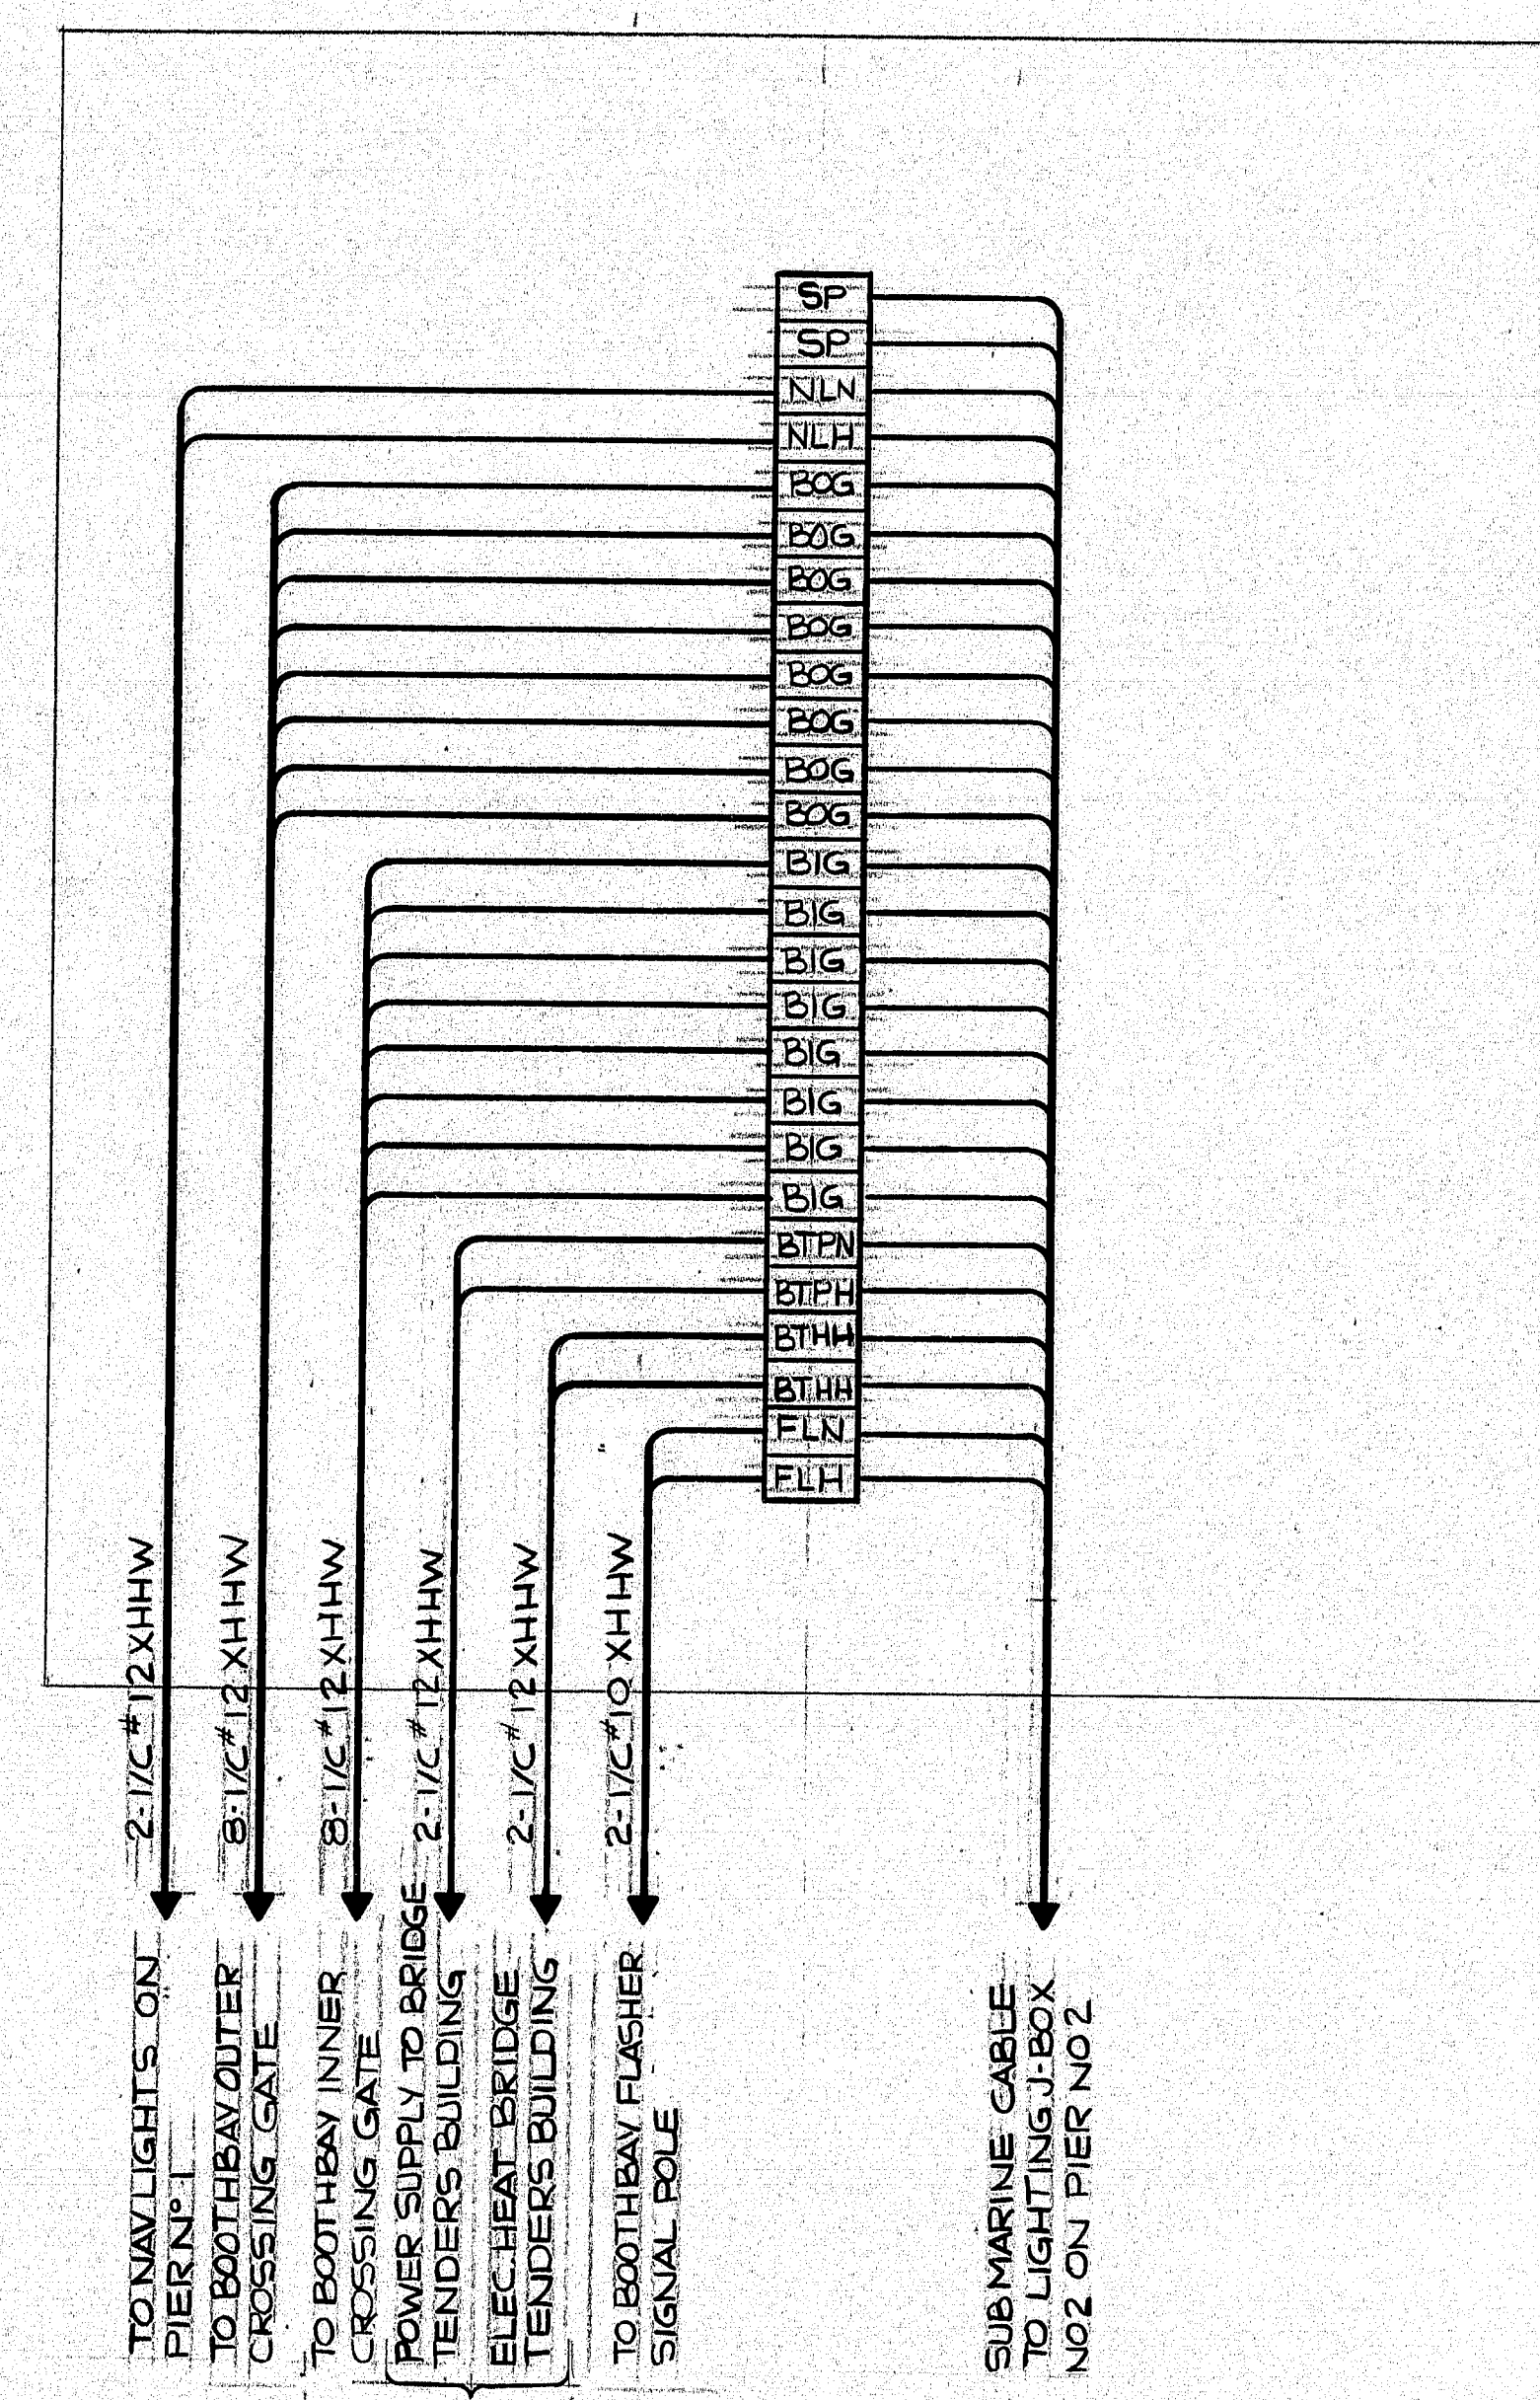 SP
SP
NLN
NLH
BOG
BOG
BOG
BOG
BOG
BOG
BOG
BOG
BIG
BIG
BIG
BIG
BIG
BIG
BIG
BIG
BTPN
BTPH
BTHH
BTHH
FLN
FLH
2-1/C #12 XHHW
TO NAV LIGHTS ON
PIER Nº 1
8-1/C #12 XHHW
TO BOOTHBAY OUTER
CROSSING GATE
8-1/C #12 XHHW
TO BOOTHBAY INNER
CROSSING GATE
2-1/C #12 XHHW
POWER SUPPLY TO BRIDGE
TENDERS BUILDING
2-1/C #12 XHHW
ELEC. HEAT BRIDGE
TENDERS BUILDING
2-1/C #10 XHHW
TO BOOTHBAY FLASHER
SIGNAL POLE
SUBMARINE CABLE
TO LIGHTING J-BOX
NO2 ON PIER NO 2